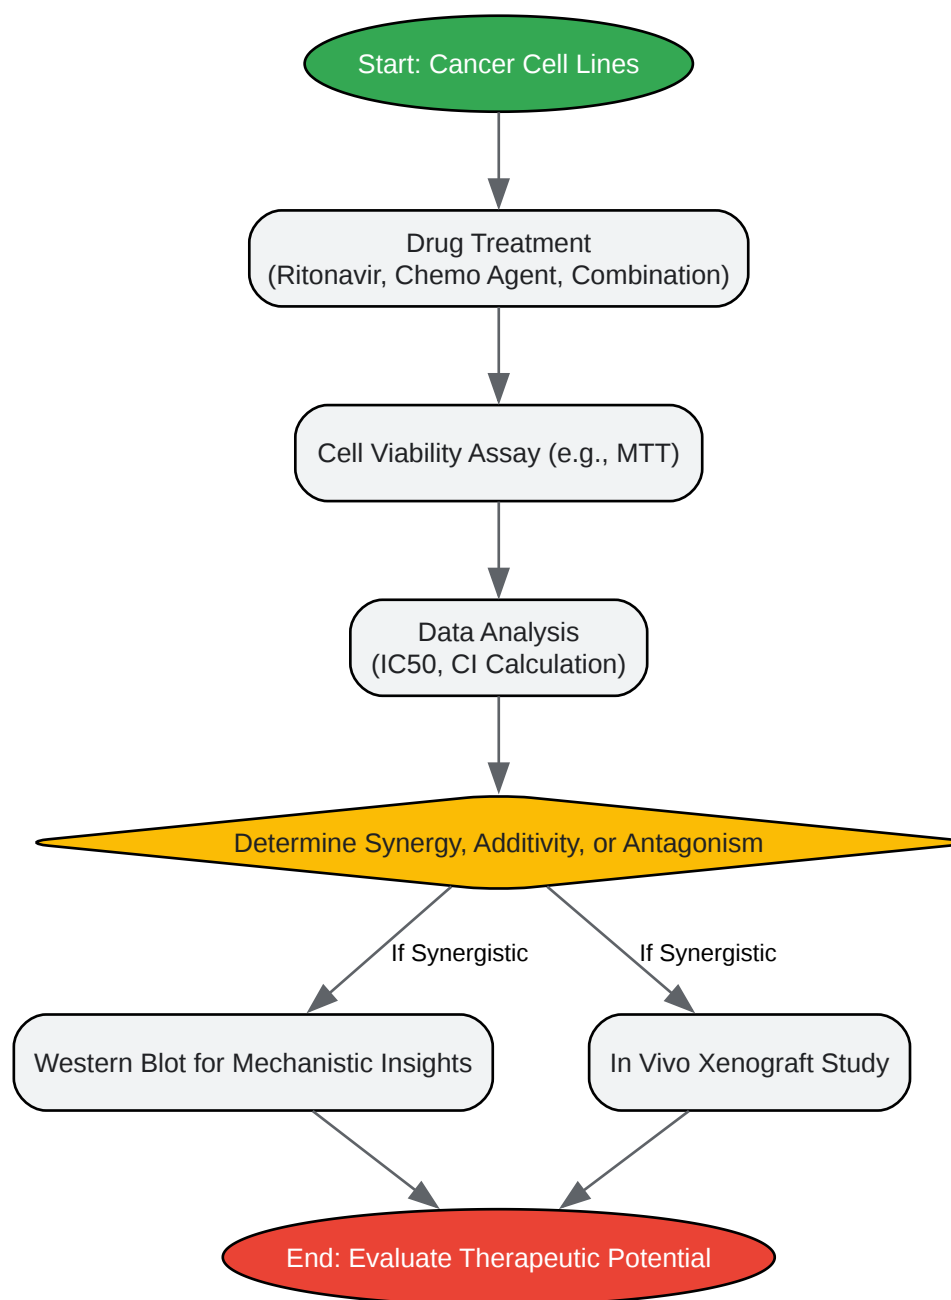 Start: Cancer Cell Lines
Drug Treatment
(Ritonavir, Chemo Agent, Combination)
Cell Viability Assay (e.g., MTT)
Data Analysis
(IC50, CI Calculation)
Determine Synergy, Additivity, or Antagonism
If Synergistic
If Synergistic
Western Blot for Mechanistic Insights
In Vivo Xenograft Study
End: Evaluate Therapeutic Potential